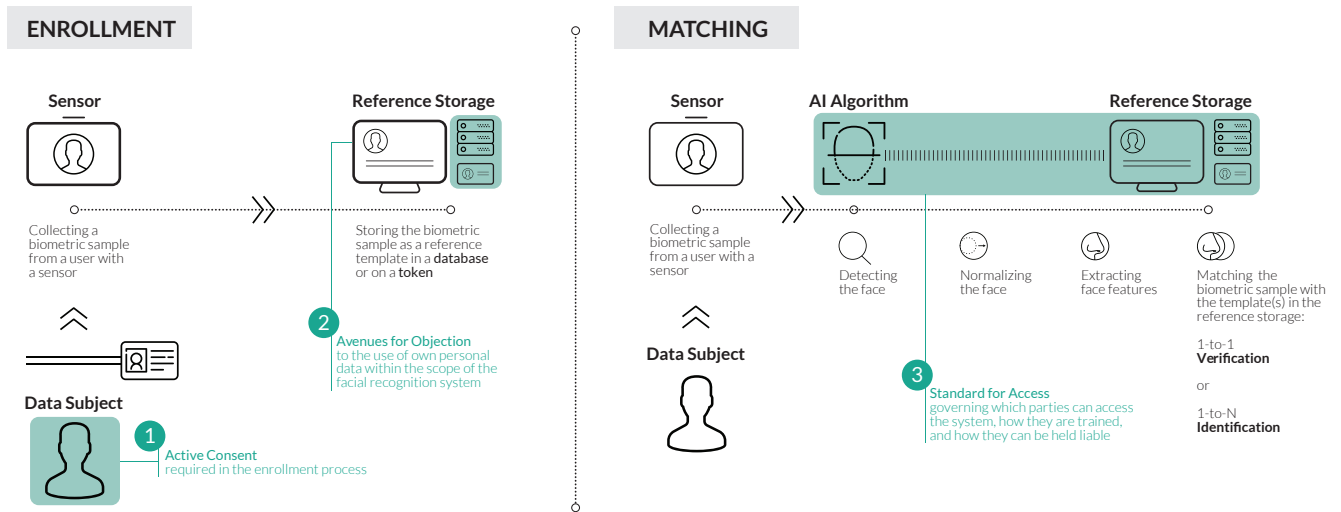 ENROLLMENT
Sensor
Reference Storage
Collecting a
biometric sample
from a user with
a sensor
Storing the biometric
sample as a reference
template in a database
or on a token
2
Avenues for Objection
to the use of own personal
data within the scope of the
facial recognition system
Data Subject
1
Active Consent
required in the enrollment process
MATCHING
Sensor
AI Algorithm
Reference Storage
Collecting a
biometric sample
from a user with a
sensor
Detecting
the face
Normalizing
the face
Extracting
face features
Matching the
biometric sample with
the template(s) in the
reference storage:
1-to-1
Verification
or
1-to-N
Identification
Data Subject
3
Standard for Access
governing which parties can access
the system, how they are trained,
and how they can be held liable